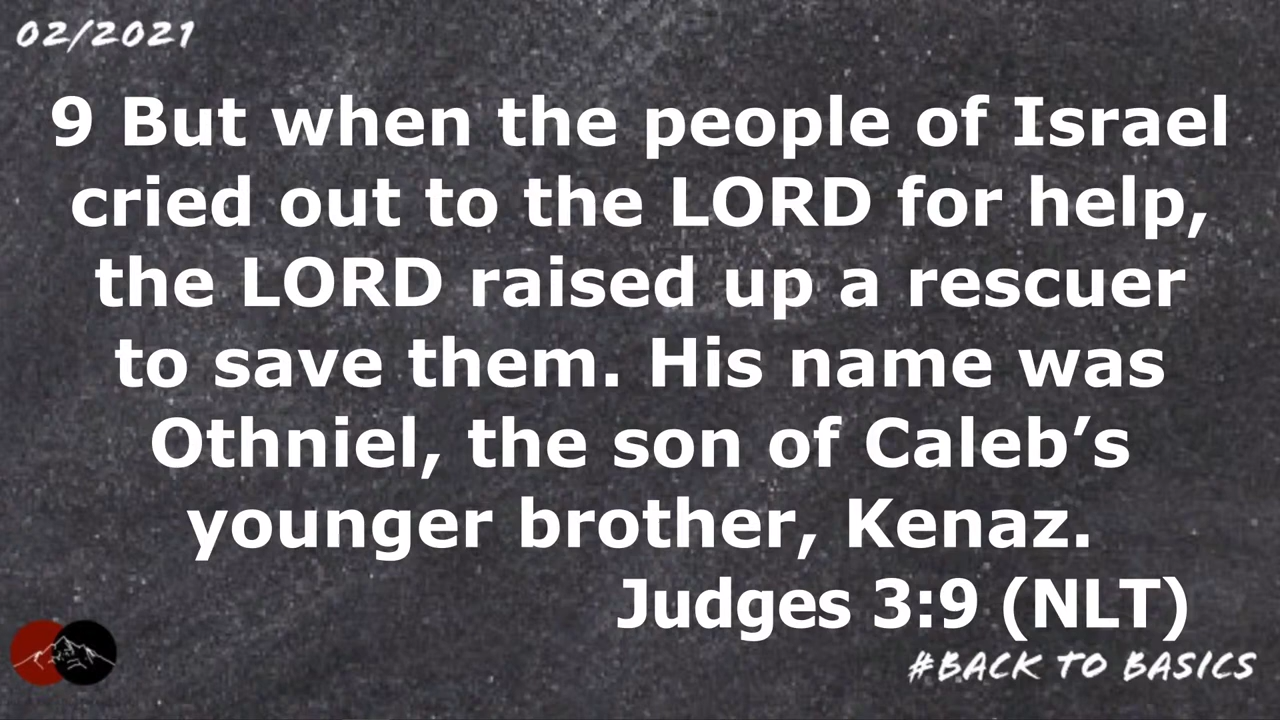 02/2021
9 But when the people of Israel
cried out to the LORD for help,
the LORD raised up a rescuer
to save them. His name was
Othniel, the son of Caleb’s
younger brother, Kenaz.
Judges 3:9 (NLT)
#BACK TO BASICS